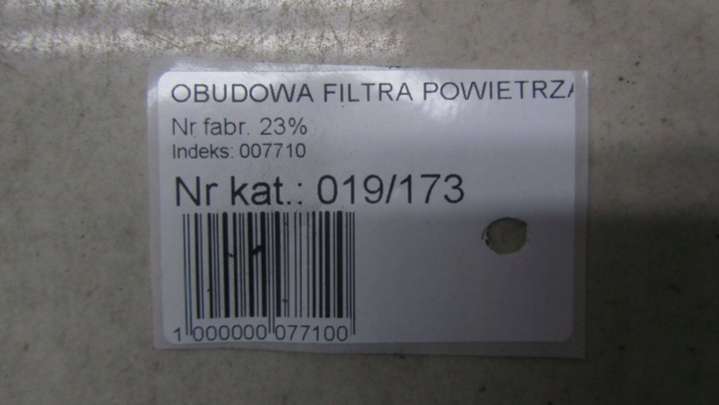 OBUDOWA FILTRA POWIETRZA
Nr fabr. 23%
Indeks: 007710
Nr kat.: 019/173
1 000000 077100